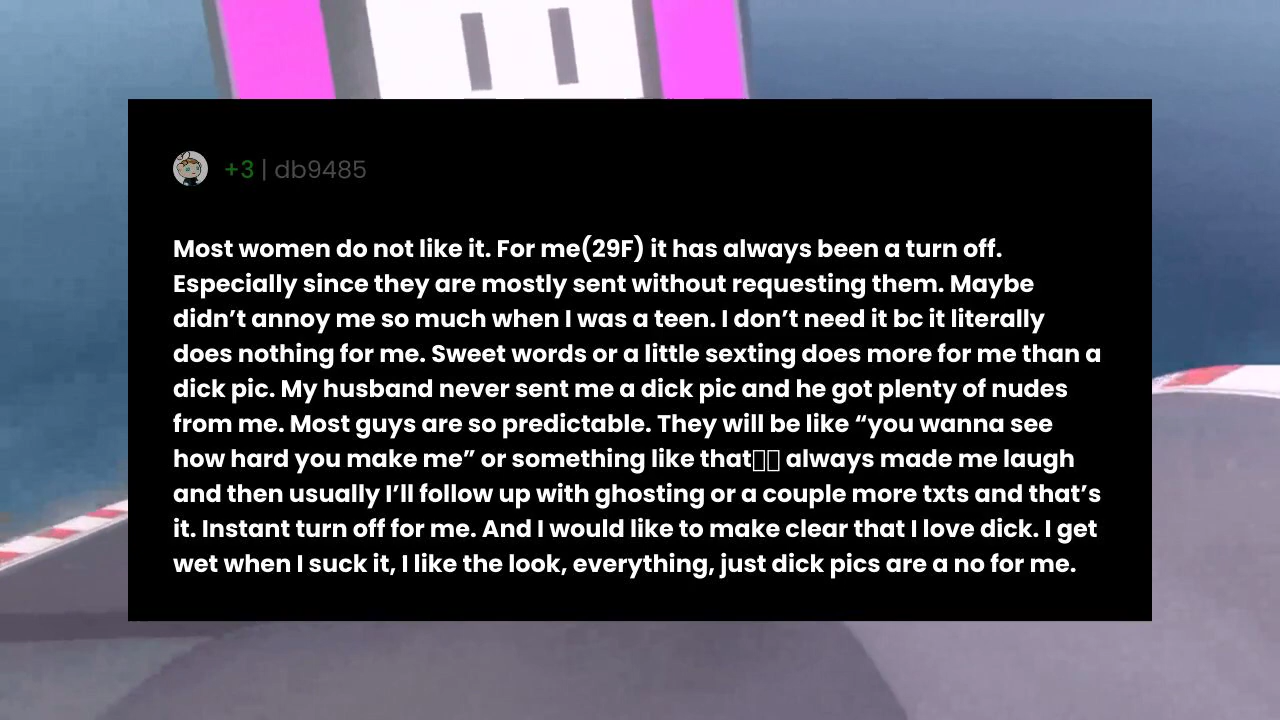 +3 | db9485
Most women do not like it. For me(29F) it has always been a turn off.
Especially since they are mostly sent without requesting them. Maybe
didn’t annoy me so much when I was a teen. I don’t need it bc it literally
does nothing for me. Sweet words or a little sexting does more for me than a
dick pic. My husband never sent me a dick pic and he got plenty of nudes
from me. Most guys are so predictable. They will be like “you wanna see
how hard you make me” or something like that▯▯ always made me laugh
and then usually I’ll follow up with ghosting or a couple more txts and that’s
it. Instant turn off for me. And I would like to make clear that I love dick. I get
wet when I suck it, I like the look, everything, just dick pics are a no for me.